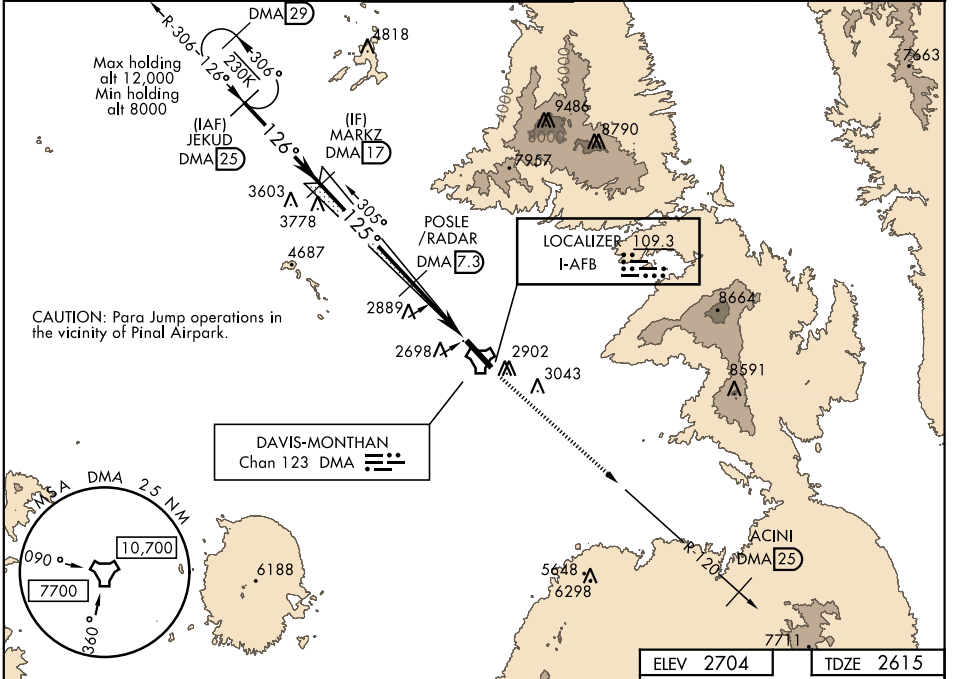 DMA 29
R-306
126°
306°
230K
4818
7663
Max holding
alt 12,000
Min holding
alt 8000
(IAF)
JEKUD
DMA 25
126°
(IF)
MARKZ
DMA 17
9486
8000
8790
7957
3603
3778
305°
125°
POSLE
/RADAR
DMA 7.3
LOCALIZER 109.3
I-AFB
4687
2889
8664
CAUTION: Para Jump operations in
the vicinity of Pinal Airpark.
2698
2902
3043
8591
DAVIS-MONTHAN
Chan 123 DMA
MSA DMA 25 NM
090°
10,700
7700
360°
6188
R-120
ACINI
DMA 25
5648
6298
7711
ELEV 2704
TDZE 2615